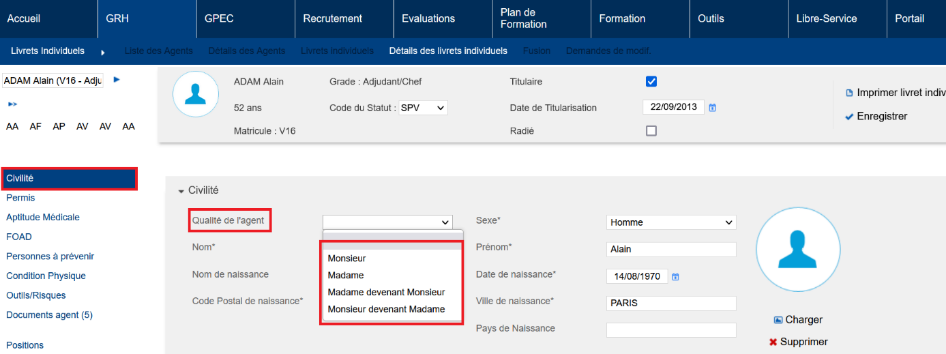 Accueil GRH GPEC Recrutement Evaluations Plan de Formation Formation Outils Libre-Service Portail
Livrets Individuels Liste des Agents Détails des Agents Livrets individuels Détails des livrets individuels Fusion Demandes de modif.
ADAM Alain (V16 - Adju
AA AF AP AV AV AA
ADAM Alain Grade : Adjudant/Chef Titulaire
52 ans Code du Statut : SPV Date de Titularisation 22/09/2013
Matricule : V16 Radié
Imprimer livret indiv
Enregistrer
Civilité
Permis
Aptitude Médicale
FOAD
Personnes à prévenir
Condition Physique
Outils/Risques
Documents agent (5)
Positions
Civilité
Qualité de l'agent Sexe* Homme
Nom* Prénom* Alain
Nom de naissance Date de naissance* 14/08/1970
Code Postal de naissance* Ville de naissance* PARIS
Pays de Naissance
Monsieur
Madame
Madame devenant Monsieur
Monsieur devenant Madame
Charger
Supprimer